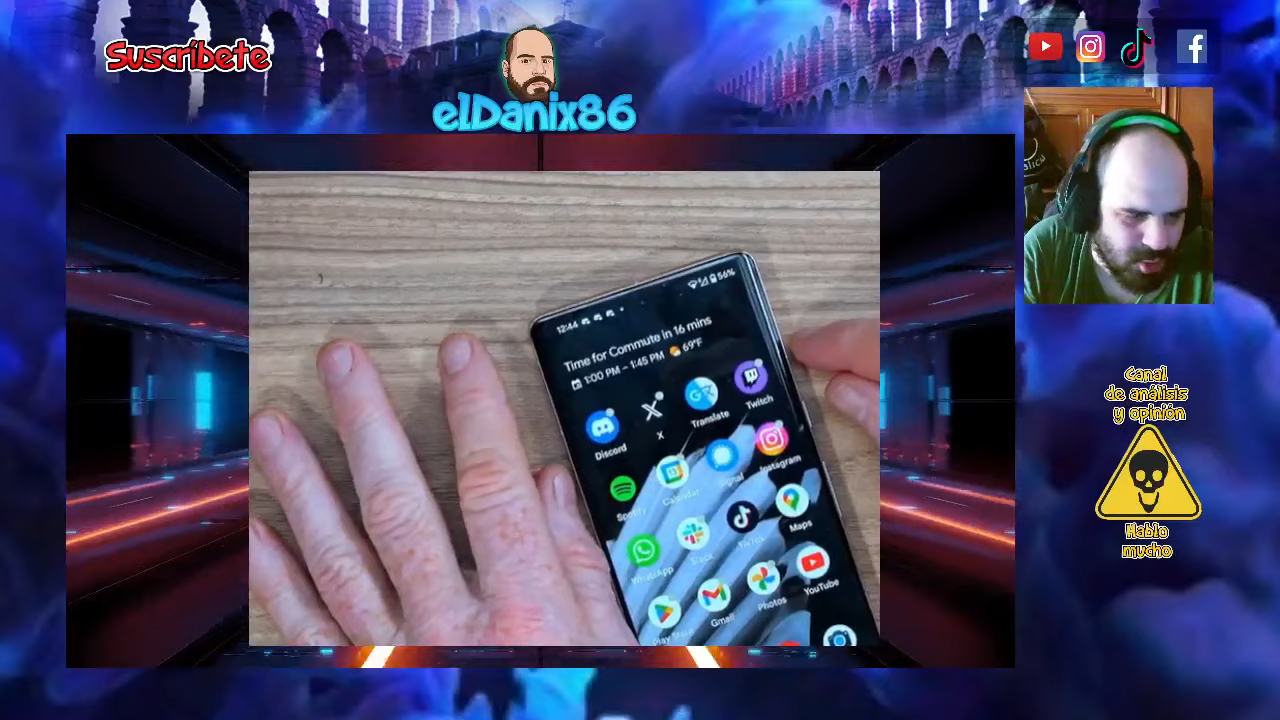 Suscríbete
elDanix86
12:44
56%
Time for Commute in 16 mins
1:00 PM – 1:45 PM 69°F
Discord
X
Translate
Twitch
Spotify
Calendar
Signal
Instagram
WhatsApp
Slack
TikTok
Maps
Play Store
Gmail
Photos
YouTube
Canal
de análisis
y opinión
Hablo
mucho